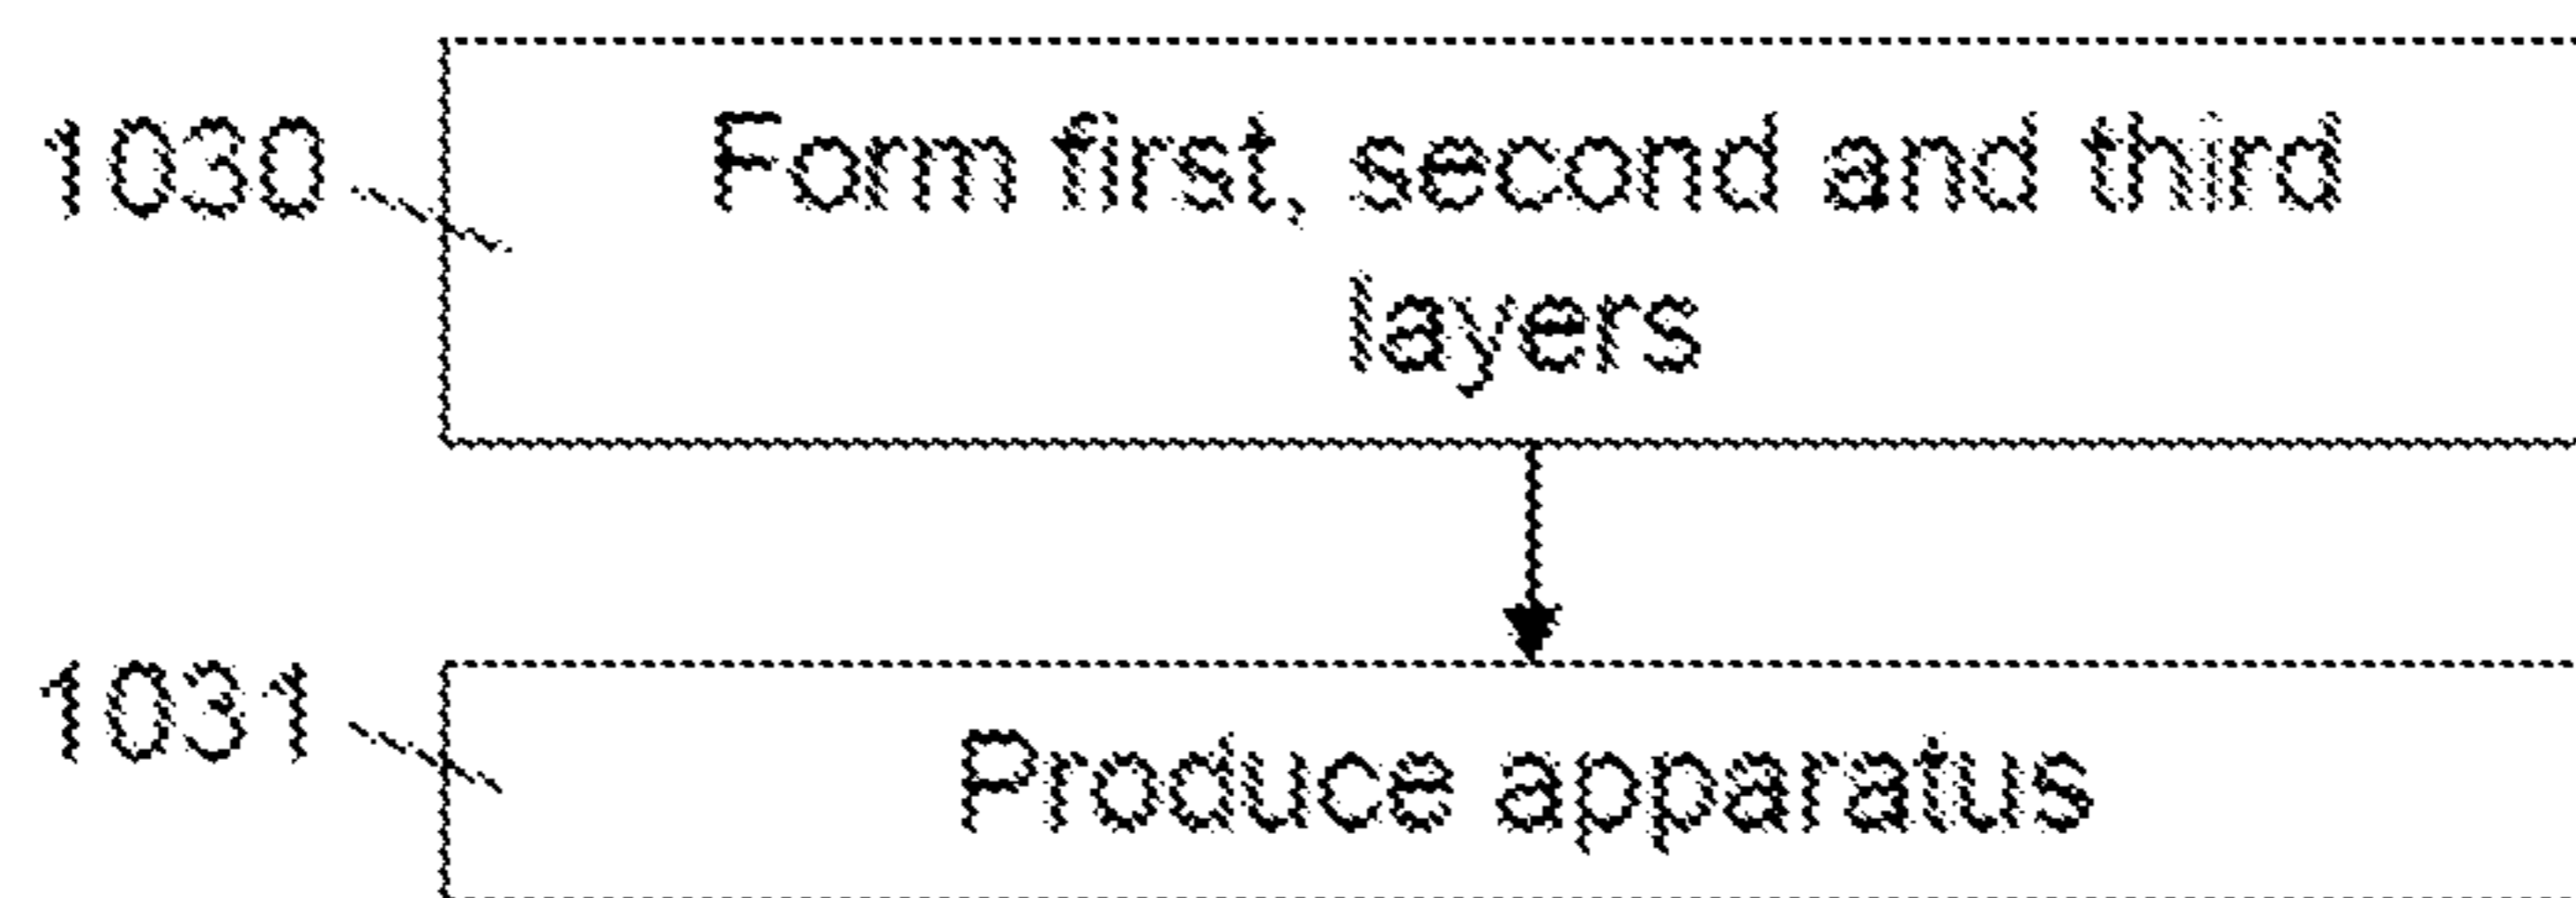 1030
Form first, second and third
layers
1031
Produce apparatus